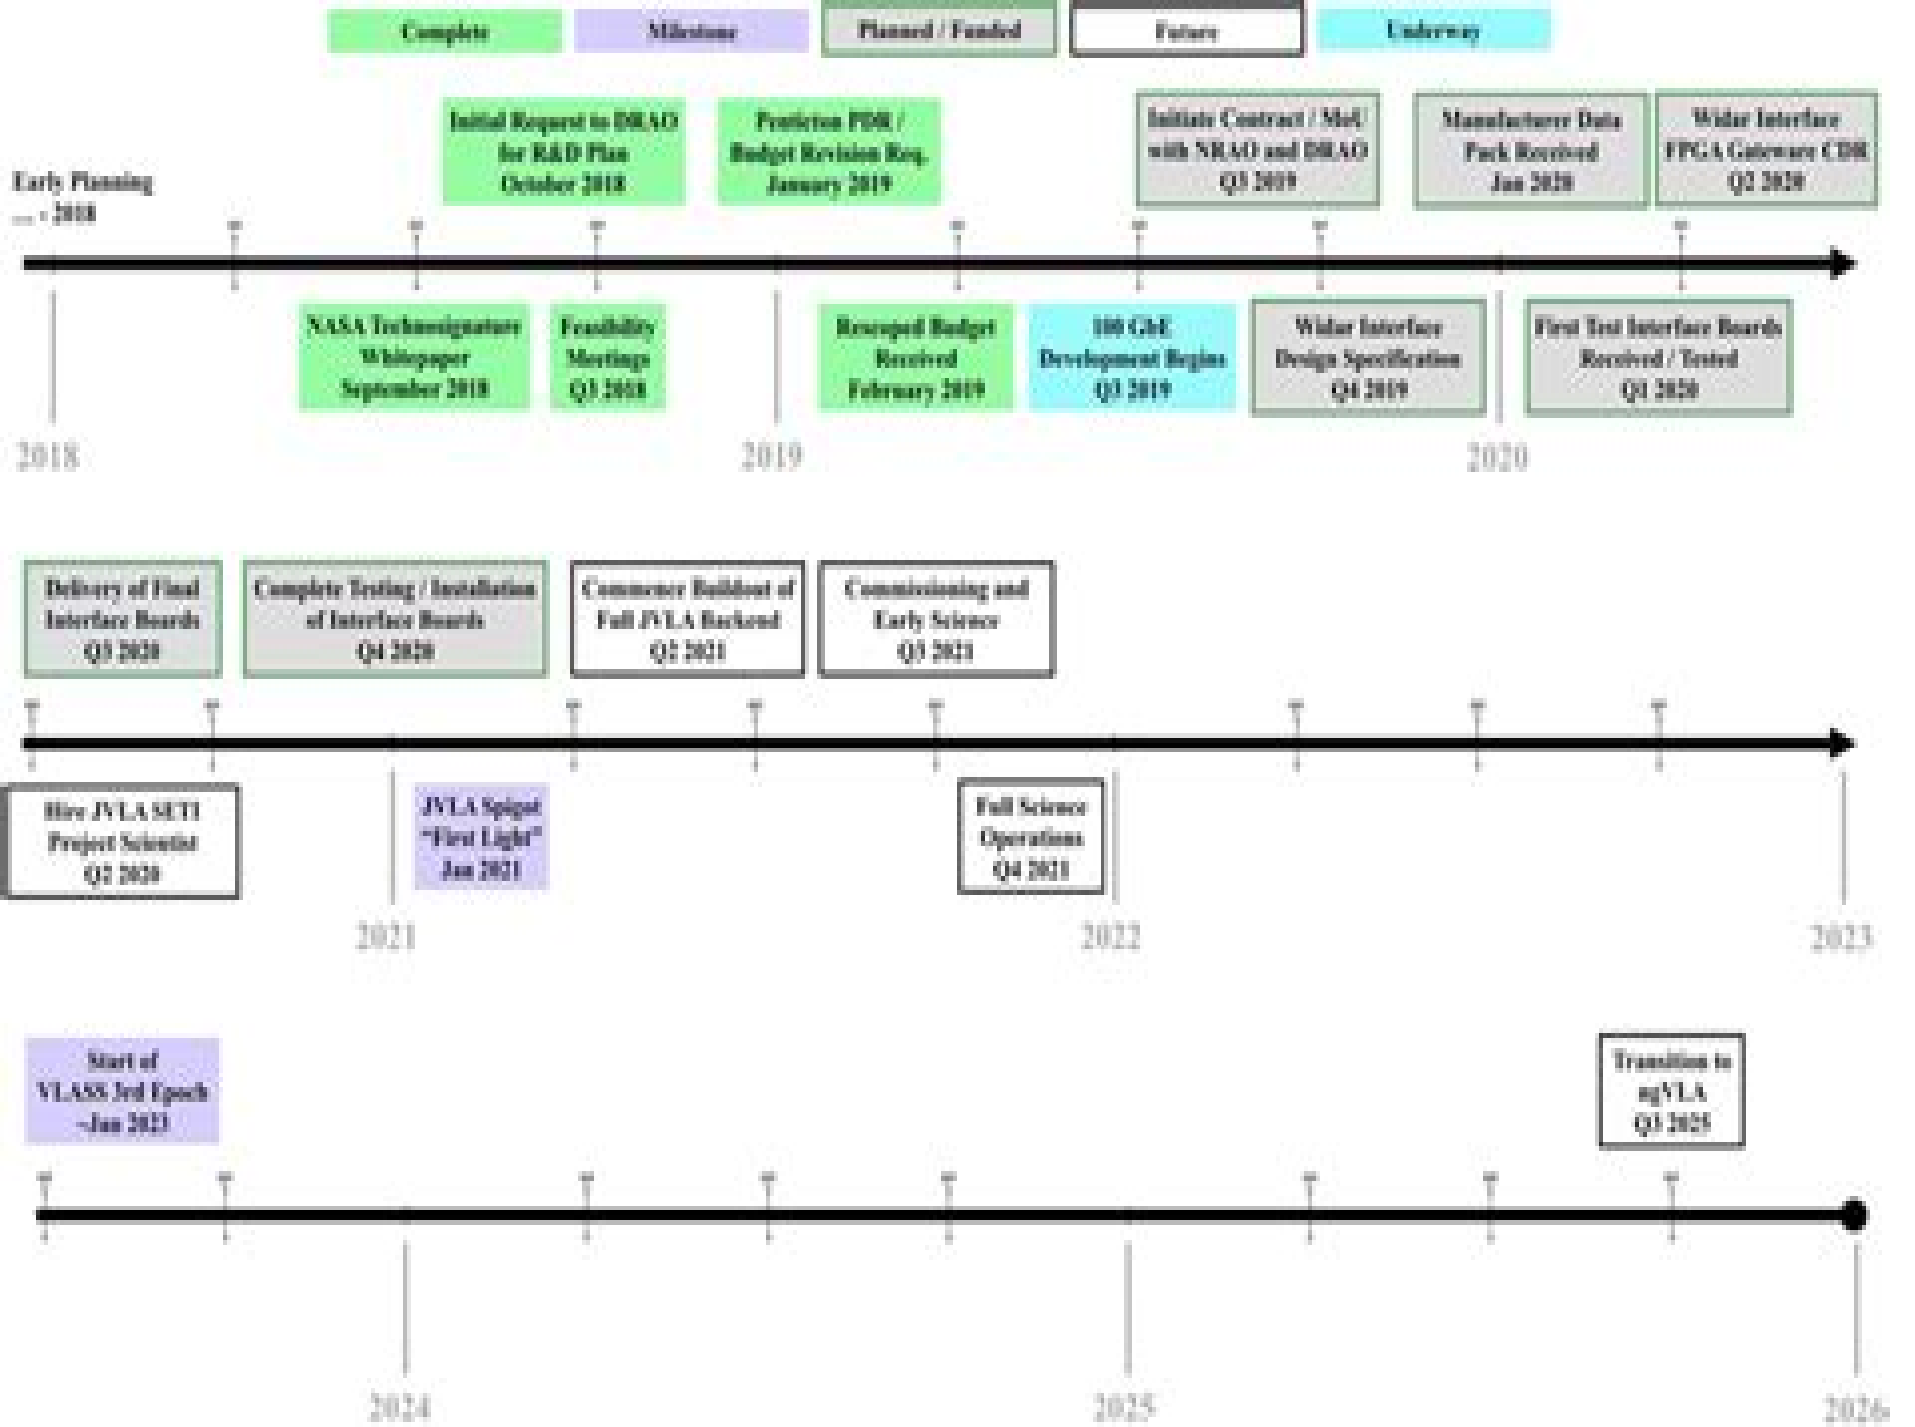 Complete
Milestone
Planned / Funded
Future
Underway
Initial Request to DRAO
for R&D Plan
October 2018
Penticton PDR /
Budget Revision Req.
January 2019
Initiate Contract / MoU
with NRAO and DRAO
Q3 2019
Manufacturer Data
Pack Received
Jan 2020
Widar Interface
FPGA Gateware CDR
Q2 2020
Early Planning
... - 2018
NASA Technosignature
Whitepaper
September 2018
Feasibility
Meetings
Q3 2018
Rescoped Budget
Received
February 2019
100 GbE
Development Begins
Q3 2019
Widar Interface
Design Specification
Q4 2019
First Test Interface Boards
Received / Tested
Q1 2020
2018
2019
2020
Delivery of Final
Interface Boards
Q3 2020
Complete Testing / Installation
of Interface Boards
Q4 2020
Commence Buildout of
Full JVLA Backend
Q2 2021
Commissioning and
Early Science
Q3 2021
Hire JVLA SETI
Project Scientist
Q2 2020
JVLA Spigot
"First Light"
Jan 2021
Full Science
Operations
Q4 2021
2021
2022
2023
Start of
VLASS 3rd Epoch
~Jan 2023
Transition to
ngVLA
Q3 2025
2024
2025
2026